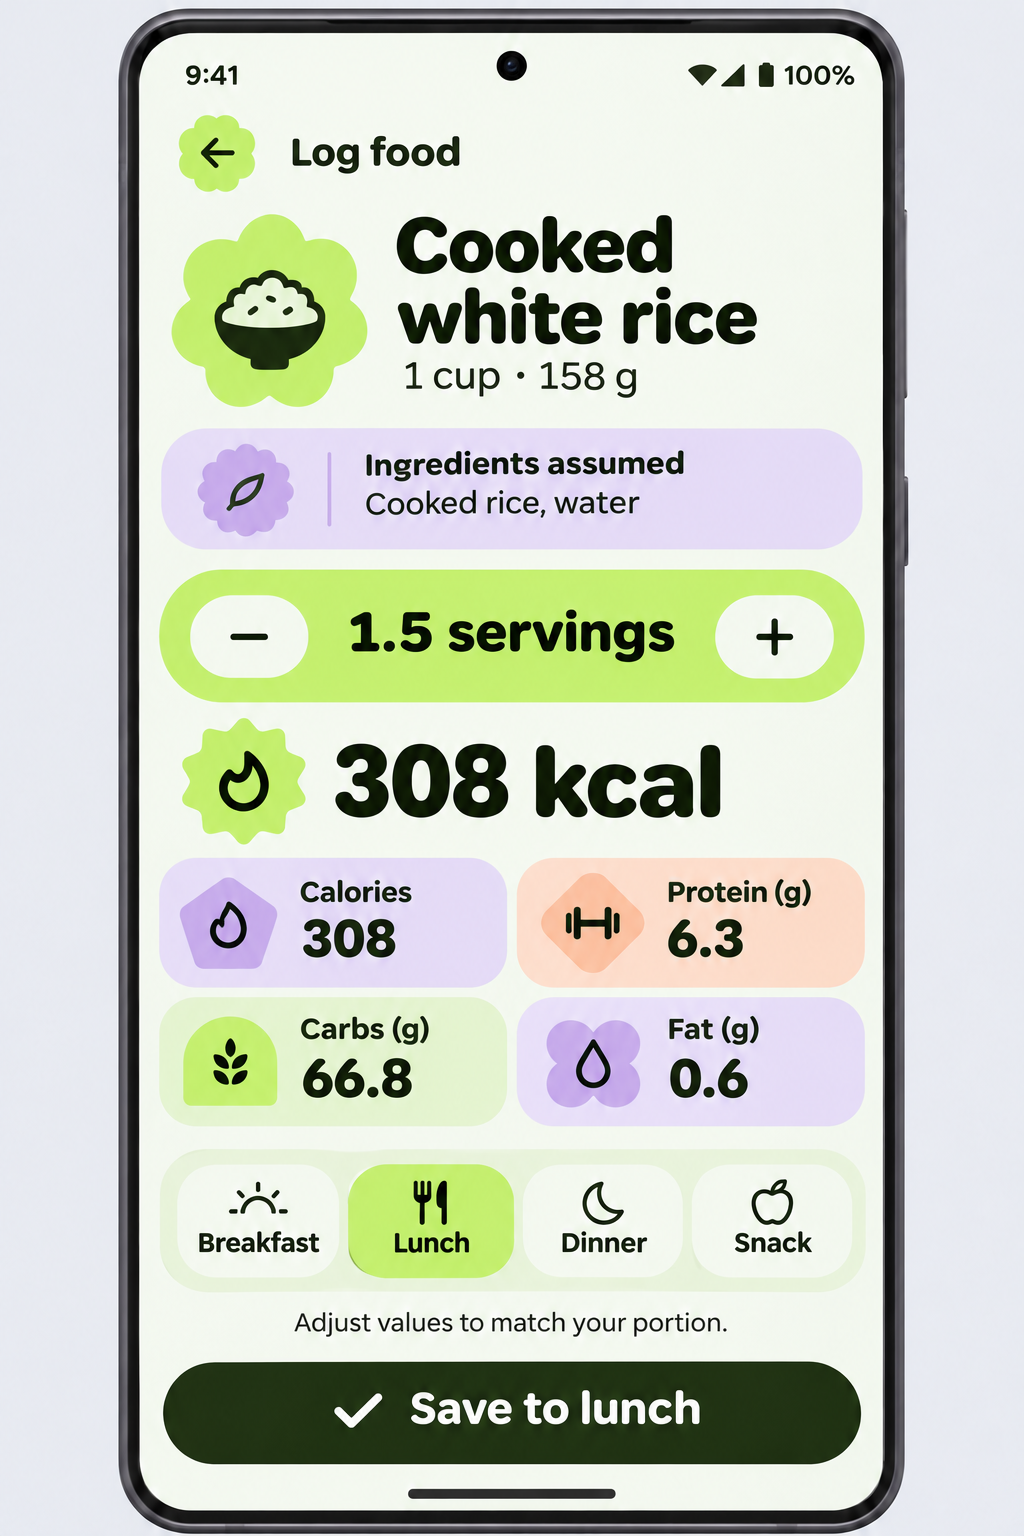 9:41
100%
Log food
Cooked
white rice
1 cup · 158 g
Ingredients assumed
Cooked rice, water
1.5 servings
308 kcal
Calories
308
Protein (g)
6.3
Carbs (g)
66.8
Fat (g)
0.6
Breakfast
Lunch
Dinner
Snack
Adjust values to match your portion.
Save to lunch